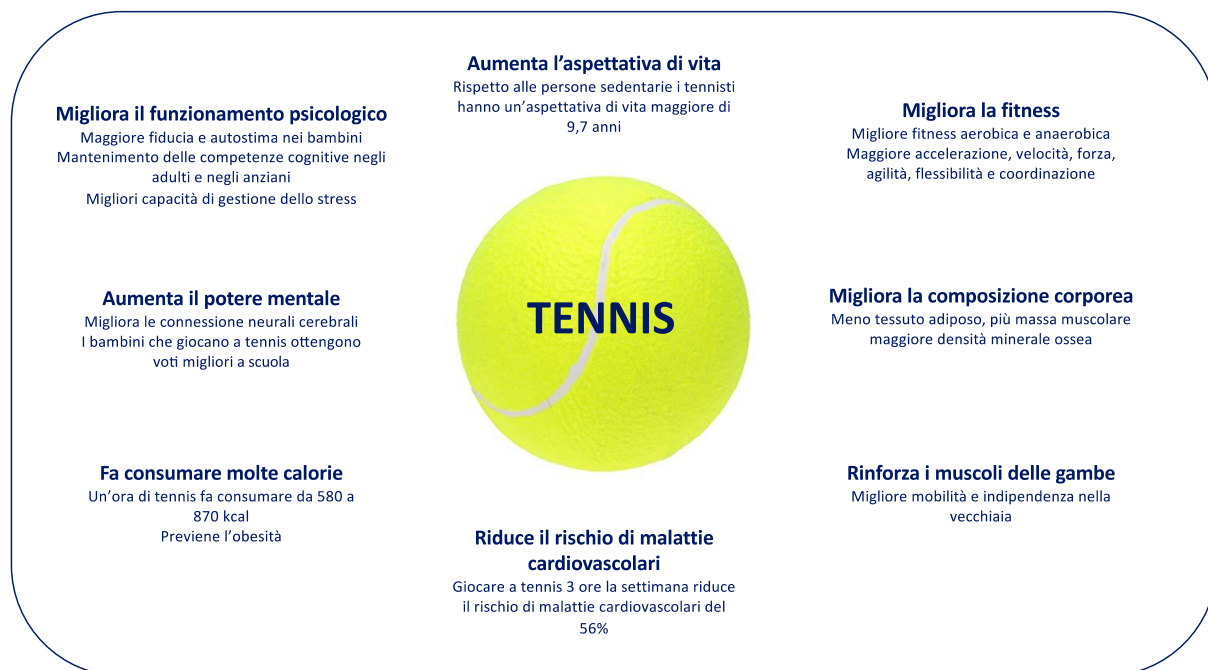 Aumenta l’aspettativa di vita
Rispetto alle persone sedentarie i tennisti
hanno un’aspettativa di vita maggiore di
9,7 anni
Migliora il funzionamento psicologico
Maggiore fiducia e autostima nei bambini
Mantenimento delle competenze cognitive negli
adulti e negli anziani
Migliori capacità di gestione dello stress
Migliora la fitness
Migliore fitness aerobica e anaerobica
Maggiore accelerazione, velocità, forza,
agilità, flessibilità e coordinazione
Aumenta il potere mentale
Migliora le connessione neurali cerebrali
I bambini che giocano a tennis ottengono
voti migliori a scuola
TENNIS
Migliora la composizione corporea
Meno tessuto adiposo, più massa muscolare
maggiore densità minerale ossea
Fa consumare molte calorie
Un’ora di tennis fa consumare da 580 a
870 kcal
Previene l’obesità
Riduce il rischio di malattie
cardiovascolari
Giocare a tennis 3 ore la settimana riduce
il rischio di malattie cardiovascolari del
56%
Rinforza i muscoli delle gambe
Migliore mobilità e indipendenza nella
vecchiaia